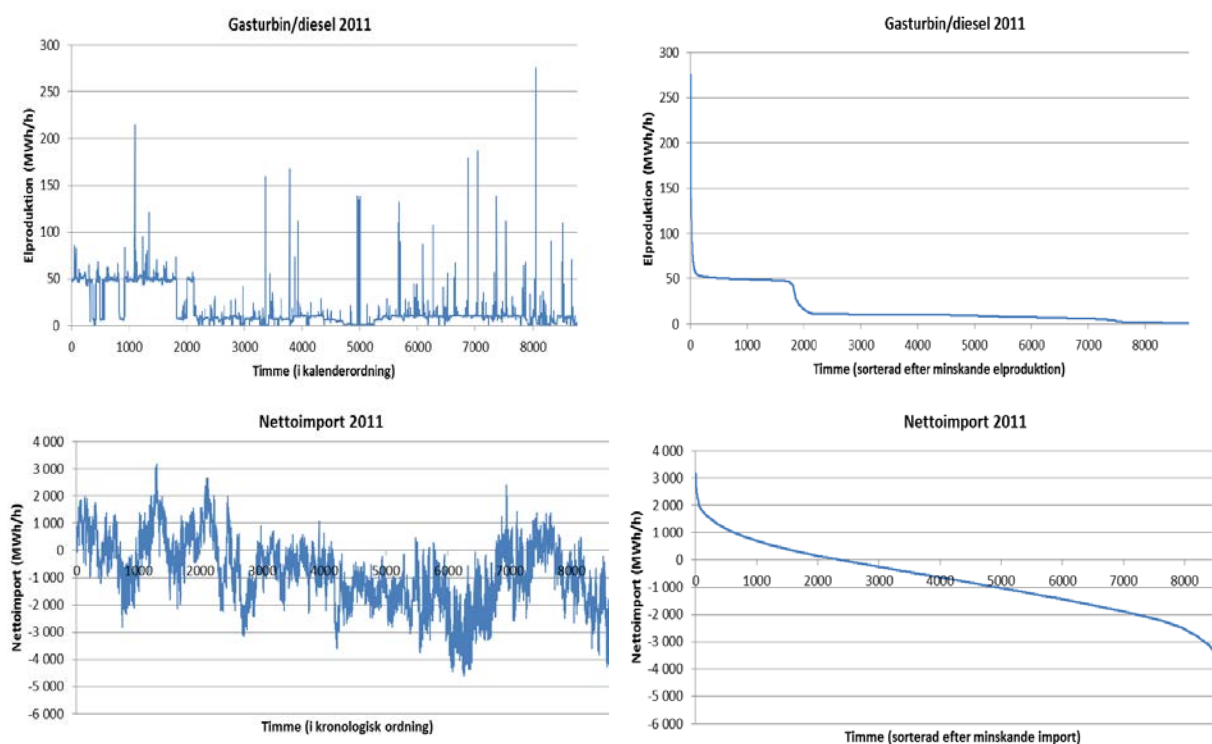 Gasturbin/diesel 2011
Elproduktion (MWh/h)
300
250
200
150
100
50
0
0 1000 2000 3000 4000 5000 6000 7000 8000
Timme (i kalenderordning)
Gasturbin/diesel 2011
Elproduktion (MWh/h)
300
250
200
150
100
50
0
0 1000 2000 3000 4000 5000 6000 7000 8000
Timme (sorterad efter minskande elproduktion)
Nettoimport 2011
Nettoimport (MWh/h)
4 000
3 000
2 000
1 000
0
-1 000
-2 000
-3 000
-4 000
-5 000
-6 000
0 1000 2000 3000 4000 5000 6000 7000 8000
Timme (i kronologisk ordning)
Nettoimport 2011
Nettoimport (MWh/h)
4 000
3 000
2 000
1 000
0
-1 000
-2 000
-3 000
-4 000
-5 000
-6 000
0 1000 2000 3000 4000 5000 6000 7000 8000
Timme (sorterad efter minskande import)